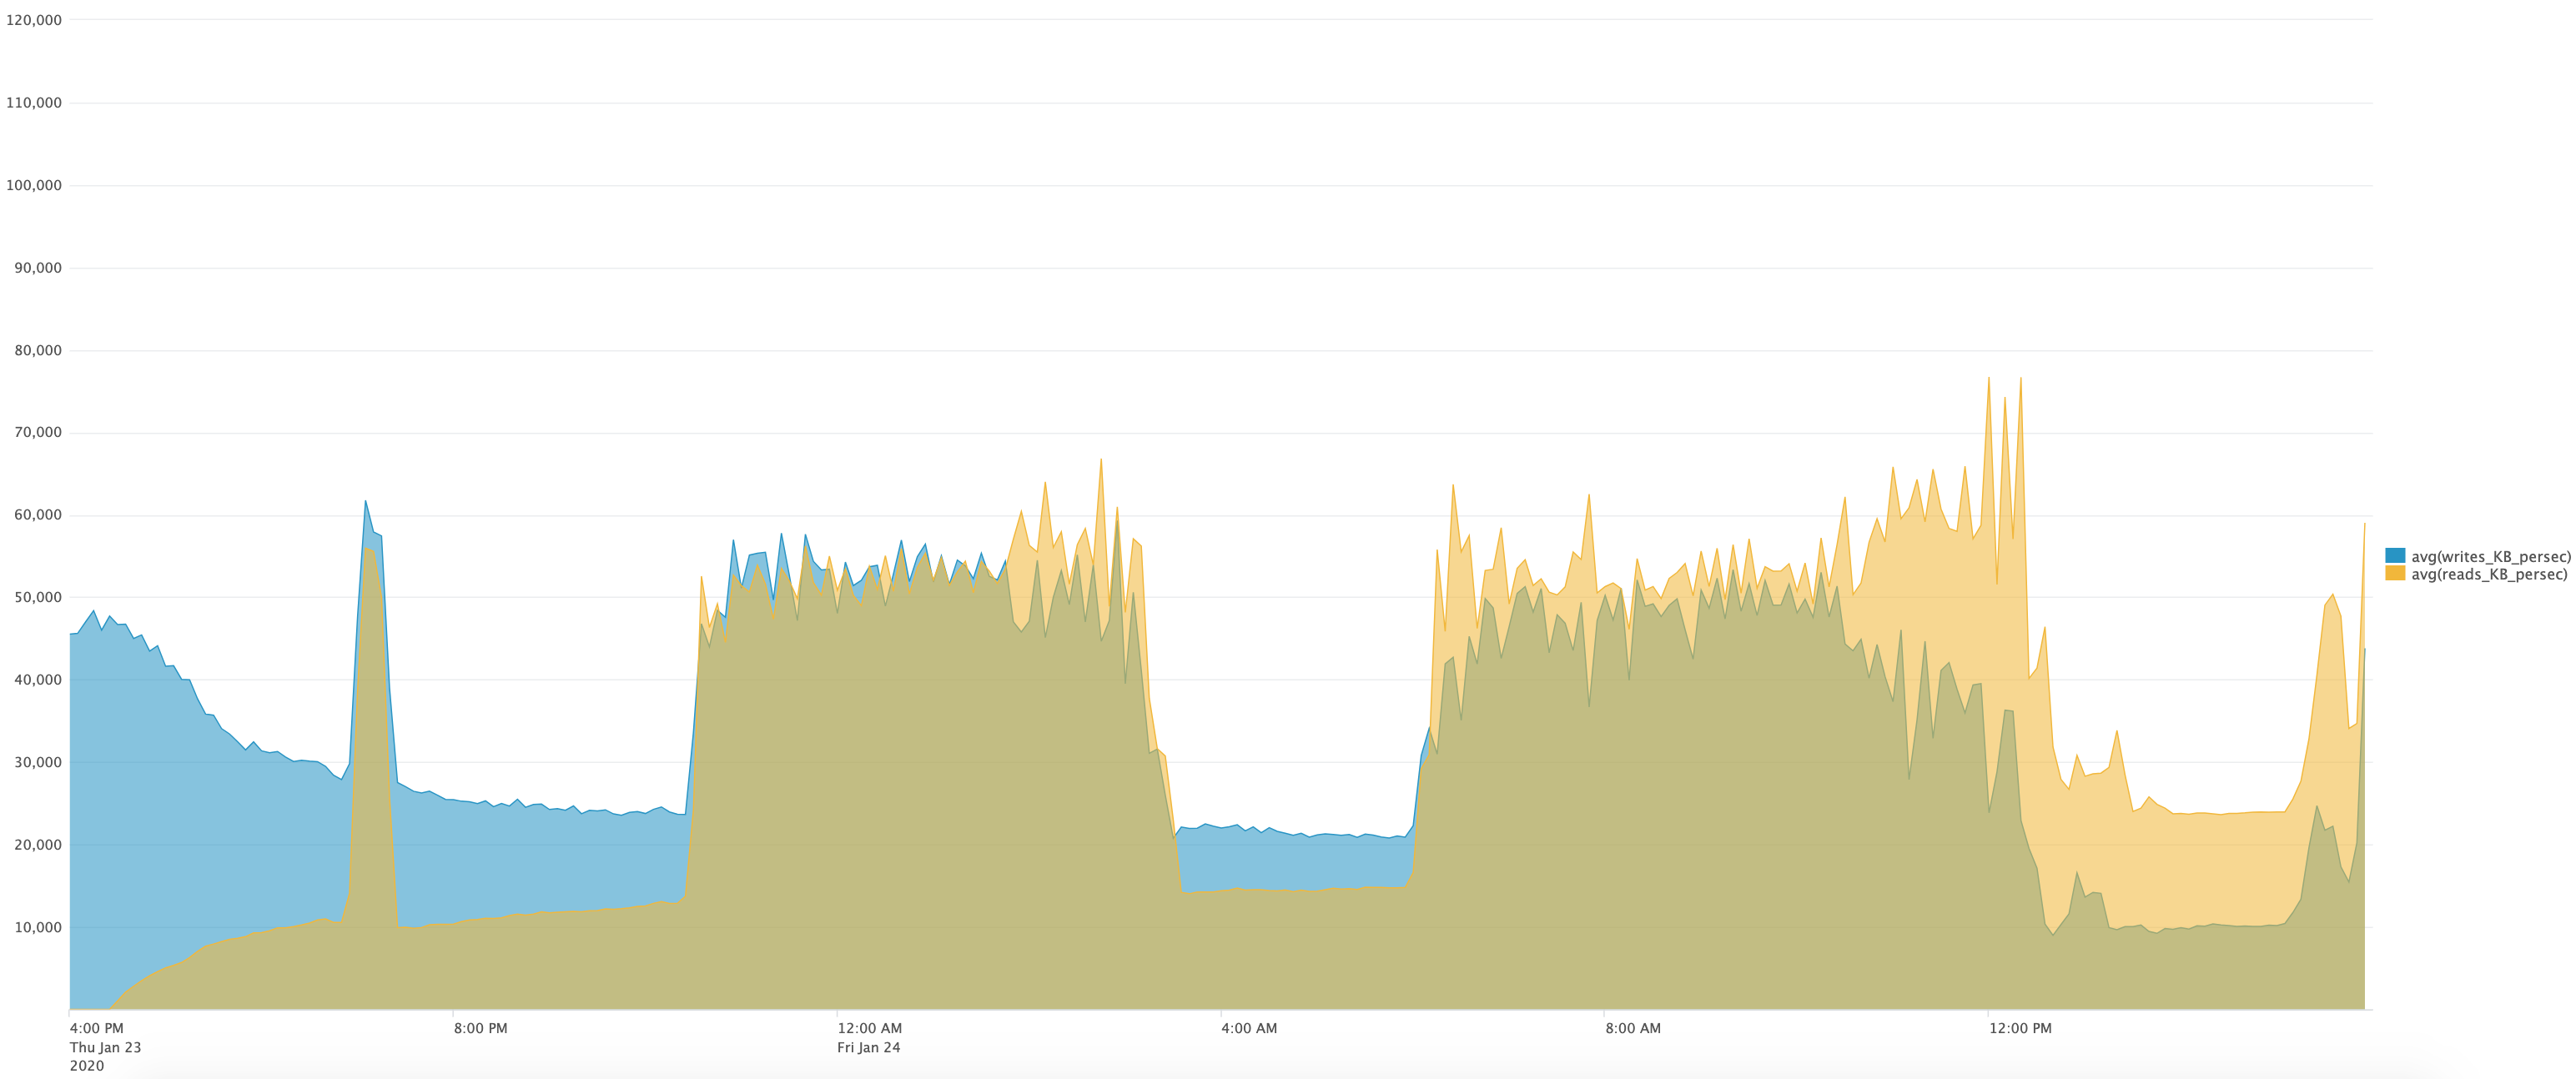 120,000
110,000
100,000
90,000
80,000
70,000
60,000
50,000
40,000
30,000
20,000
10,000
4:00 PM
Thu Jan 23
2020
8:00 PM
12:00 AM
Fri Jan 24
4:00 AM
8:00 AM
12:00 PM
avg(writes_KB_persec)
avg(reads_KB_persec)